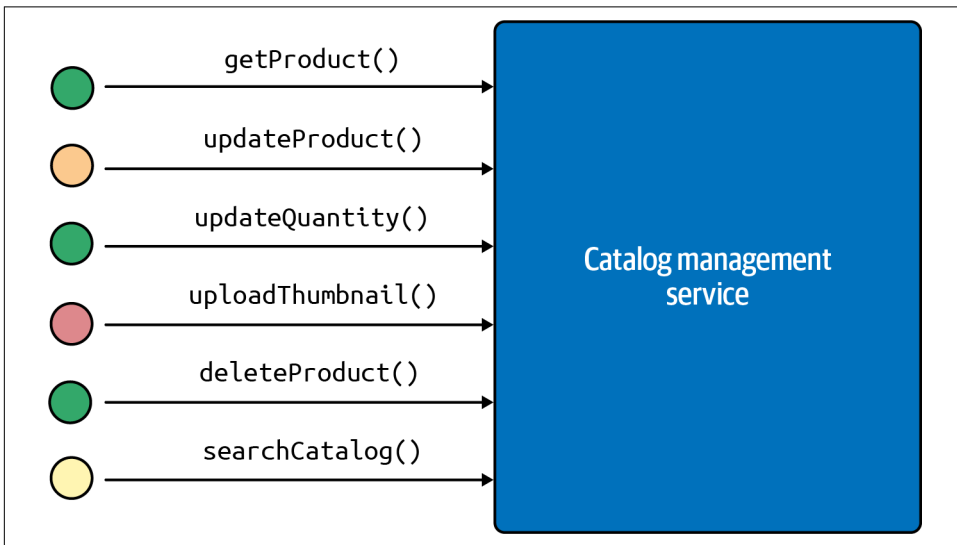 getProduct()
updateProduct()
updateQuantity()
uploadThumbnail()
deleteProduct()
searchCatalog()
Catalog management
service